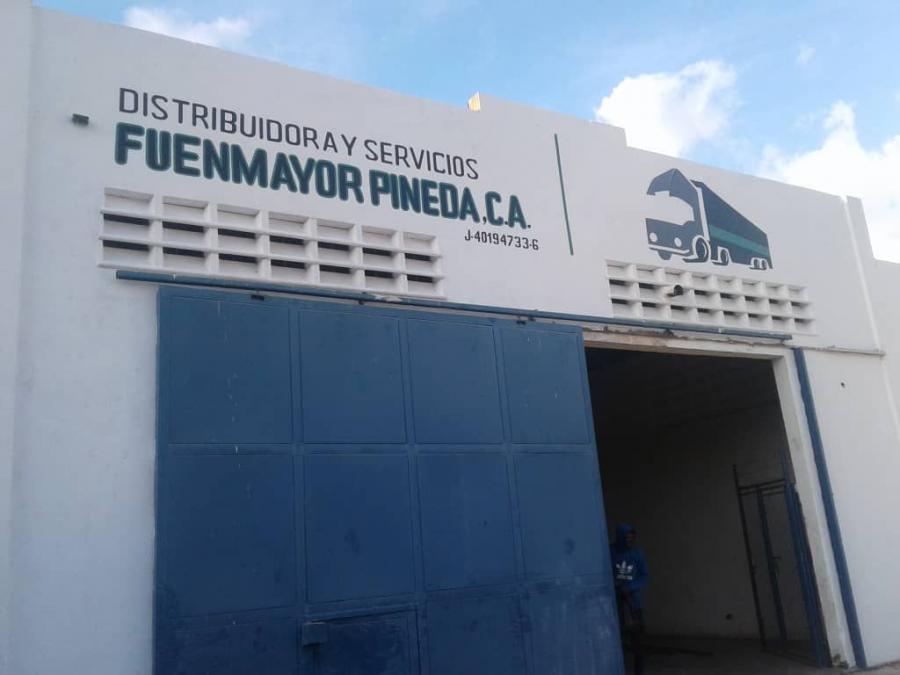 DISTRIBUIDORA Y SERVICIOS
FUENMAYOR PINEDA, C.A.
J-40194733-6